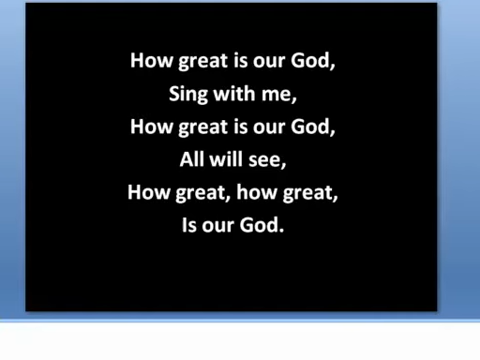 How great is our God,
Sing with me,
How great is our God,
All will see,
How great, how great,
Is our God.